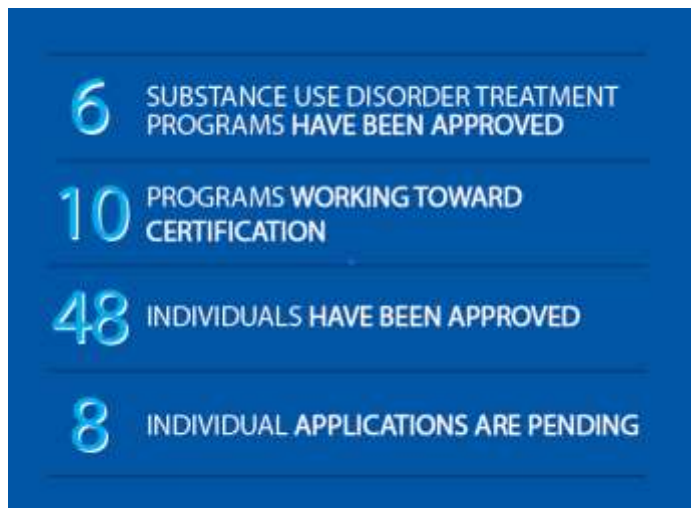 6
SUBSTANCE USE DISORDER TREATMENT
PROGRAMS HAVE BEEN APPROVED
10
PROGRAMS WORKING TOWARD
CERTIFICATION
48
INDIVIDUALS HAVE BEEN APPROVED
8
INDIVIDUAL APPLICATIONS ARE PENDING